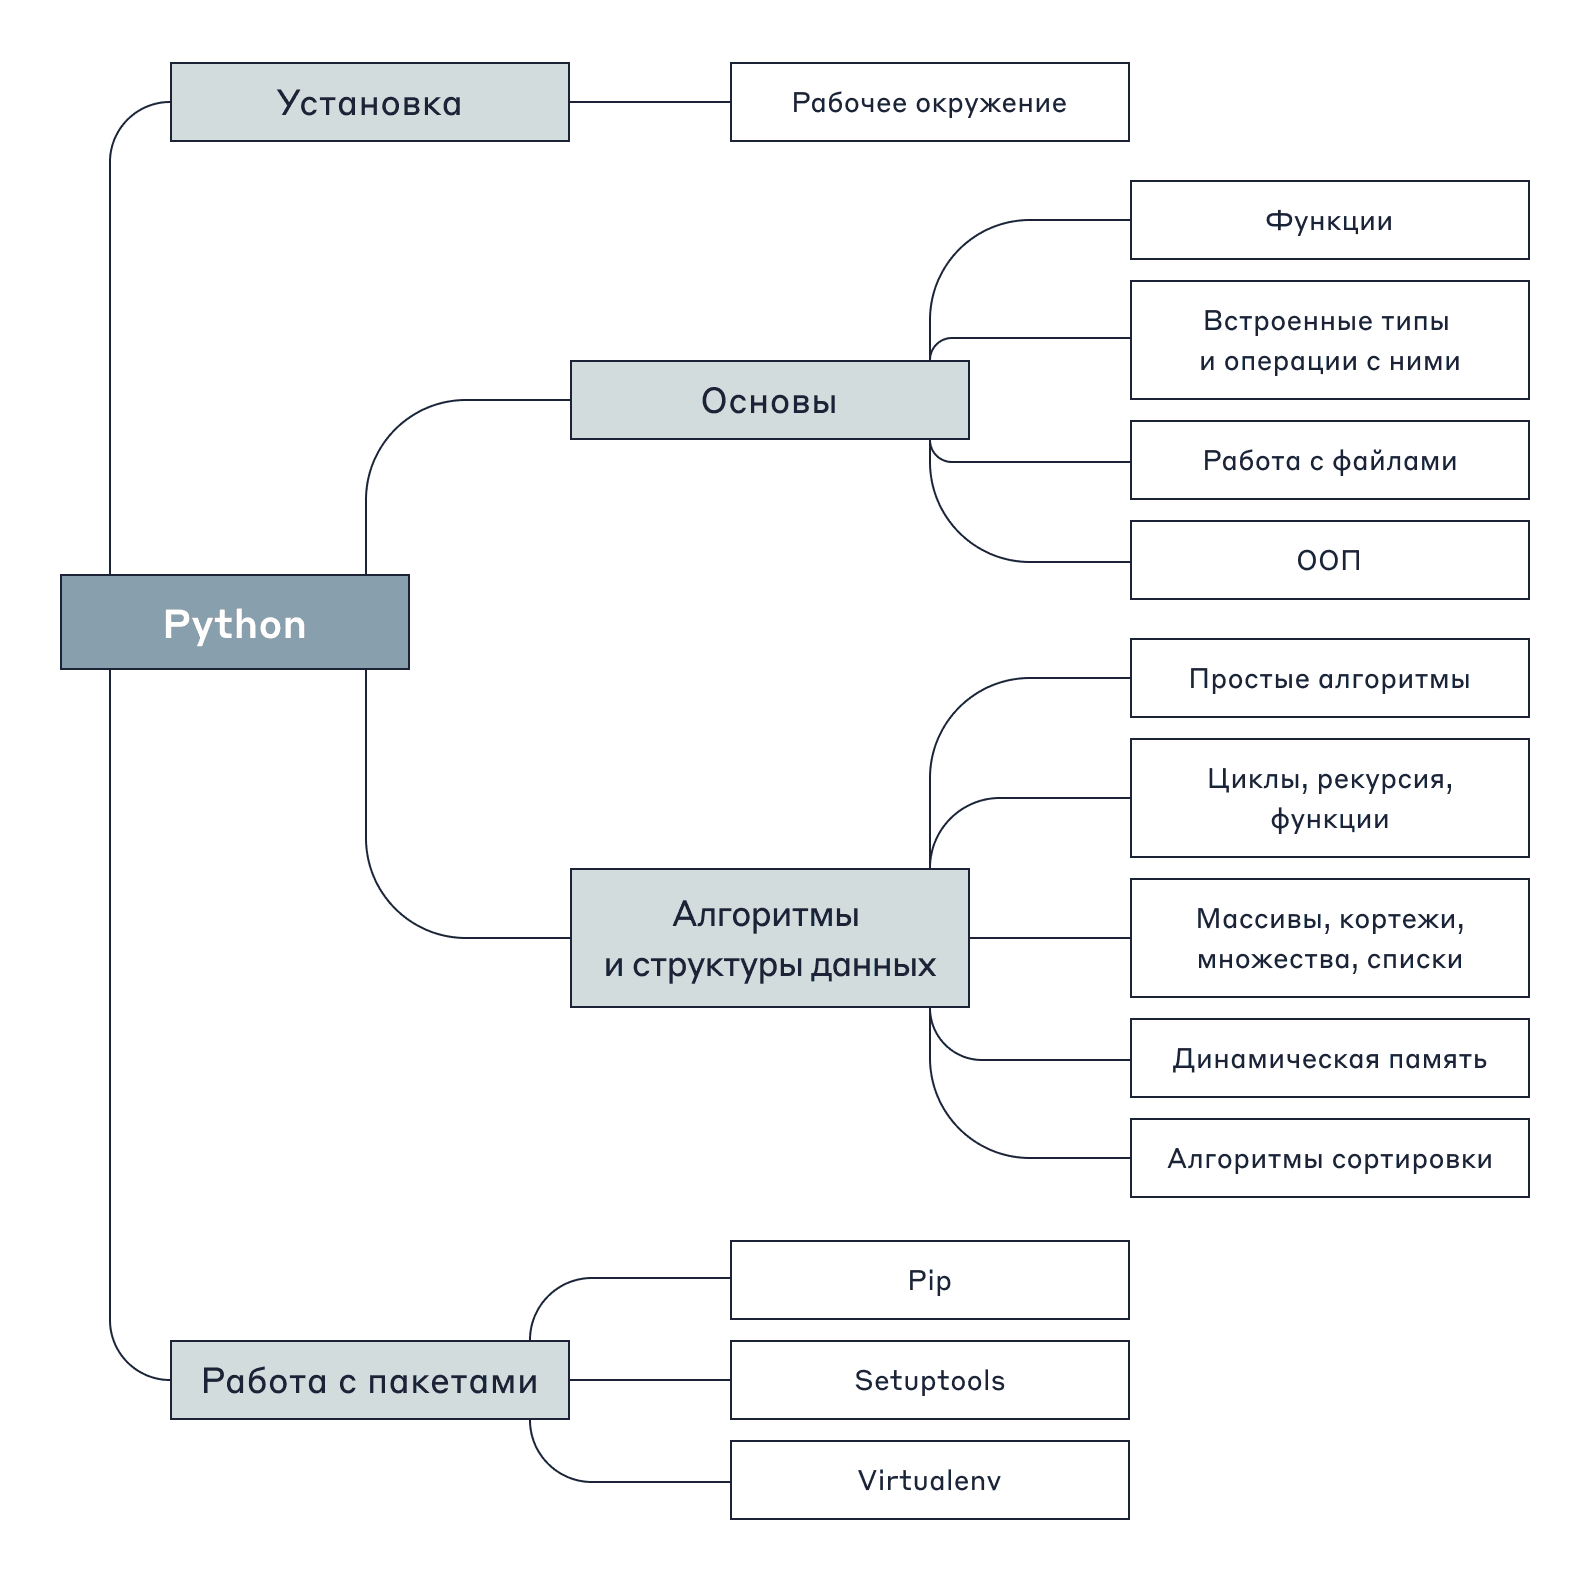 Установка
Рабочее окружение
Функции
Встроенные типы
и операции с ними
Основы
Работа с файлами
ООП
Python
Простые алгоритмы
Циклы, рекурсия,
функции
Алгоритмы
и структуры данных
Массивы, кортежи,
множества, списки
Динамическая память
Алгоритмы сортировки
Pip
Работа с пакетами
Setuptools
Virtualenv